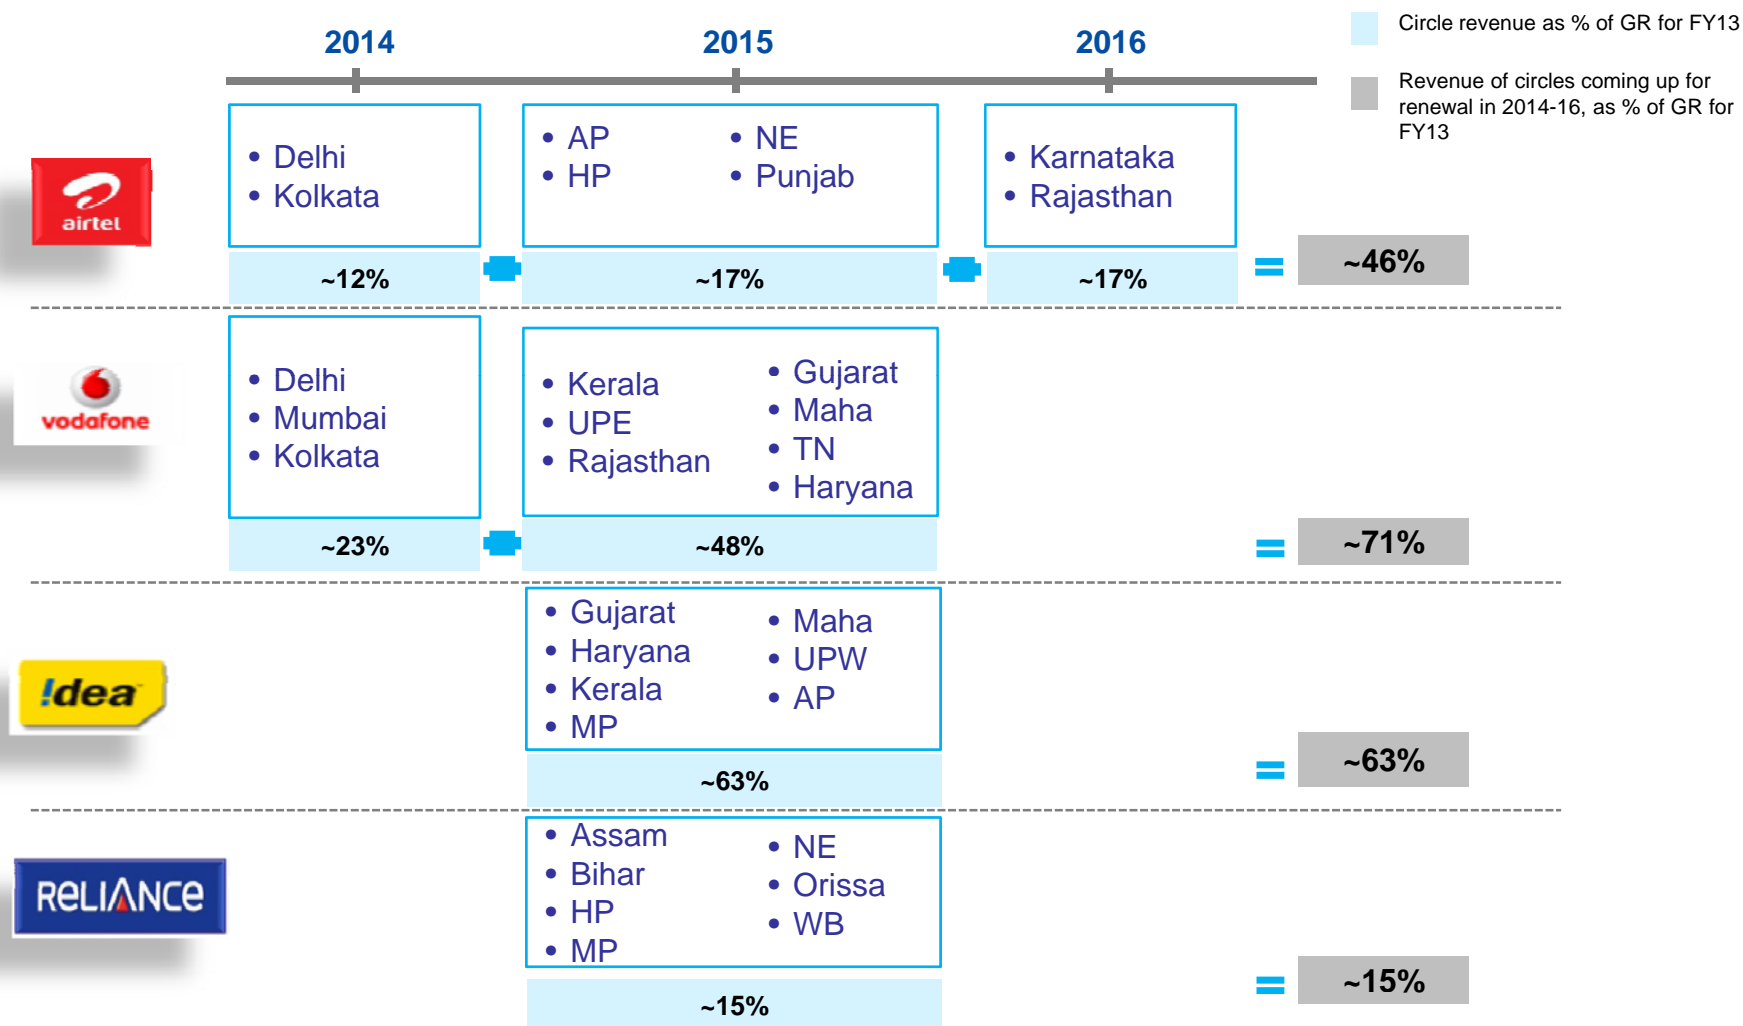 2014
2015
2016
Circle revenue as % of GR for FY13
Revenue of circles coming up for
renewal in 2014-16, as % of GR for
FY13
airtel
• Delhi
• Kolkata
• AP
• HP
• NE
• Punjab
• Karnataka
• Rajasthan
~12%
~17%
~17%
=
~46%
vodafone
• Delhi
• Mumbai
• Kolkata
• Kerala
• UPE
• Rajasthan
• Gujarat
• Maha
• TN
• Haryana
~23%
~48%
=
~71%
!dea
• Gujarat
• Haryana
• Kerala
• MP
• Maha
• UPW
• AP
~63%
=
~63%
RELIANCE
• Assam
• Bihar
• HP
• MP
• NE
• Orissa
• WB
~15%
=
~15%